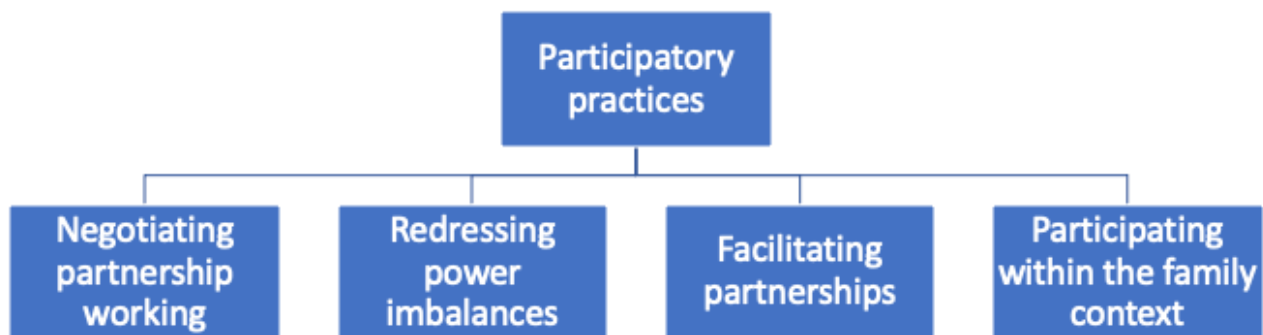 Participatory
practices
Negotiating
partnership
working
Redressing
power
imbalances
Facilitating
partnerships
Participating
within the family
context